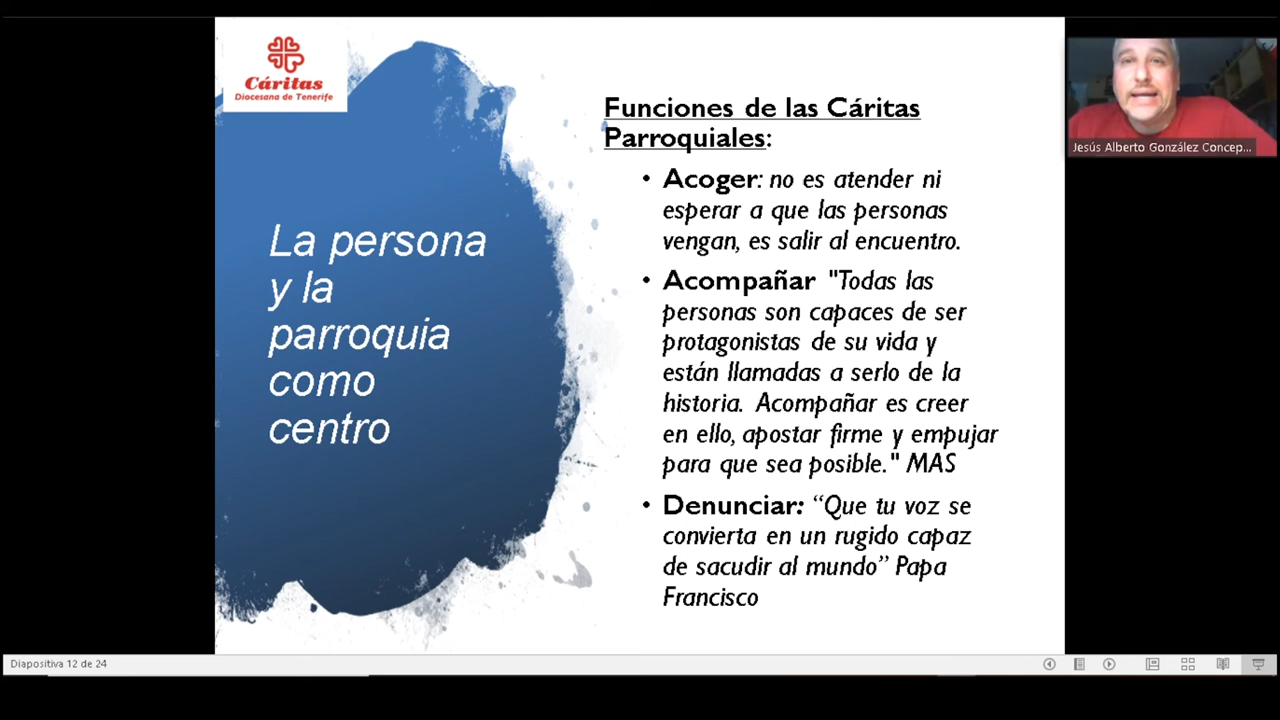 Cáritas
Diocesana de Tenerife
La persona
y la
parroquia
como
centro
Funciones de las Cáritas
Parroquiales:
• Acoger: no es atender ni
esperar a que las personas
vengan, es salir al encuentro.
• Acompañar "Todas las
personas son capaces de ser
protagonistas de su vida y
están llamadas a serlo de la
historia. Acompañar es creer
en ello, apostar firme y empujar
para que sea posible." MAS
• Denunciar: “Que tu voz se
convierta en un rugido capaz
de sacudir al mundo” Papa
Francisco
Jesús Alberto González Concep...
Diapositiva 12 de 24